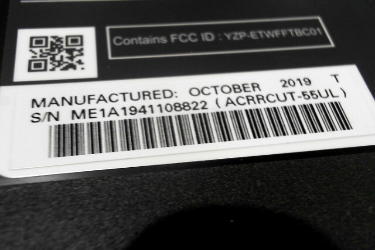 Contains FCC ID : YZP-ETWFFTBC01
MANUFACTURED: OCTOBER 2019 T
S/N ME1A1941108822 (ACRRCUT-55UL)